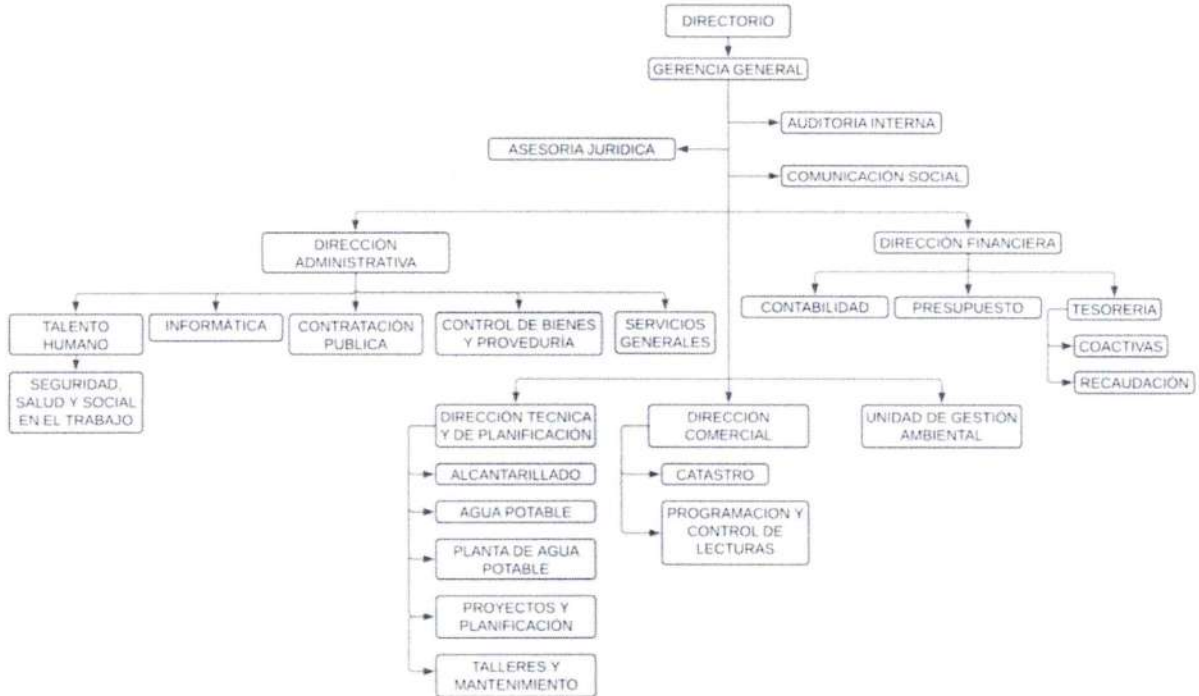 DIRECTORIO
GERENCIA GENERAL
AUDITORIA INTERNA
ASESORIA JURIDICA
COMUNICACIÓN SOCIAL
DIRECCIÓN
ADMINISTRATIVA
DIRECCIÓN FINANCIERA
TALENTO
HUMANO
INFORMÁTICA
CONTRATACIÓN
PUBLICA
CONTROL DE BIENES
Y PROVEDURÍA
SERVICIOS
GENERALES
CONTABILIDAD
PRESUPUESTO
TESORERIA
COACTIVAS
RECAUDACIÓN
SEGURIDAD,
SALUD Y SOCIAL
EN EL TRABAJO
DIRECCIÓN TECNICA
Y DE PLANIFICACIÓN
DIRECCIÓN
COMERCIAL
UNIDAD DE GESTIÓN
AMBIENTAL
ALCANTARILLADO
AGUA POTABLE
PLANTA DE AGUA
POTABLE
PROYECTOS Y
PLANIFICACIÓN
TALLERES Y
MANTENIMIENTO
CATASTRO
PROGRAMACION Y
CONTROL DE
LECTURAS